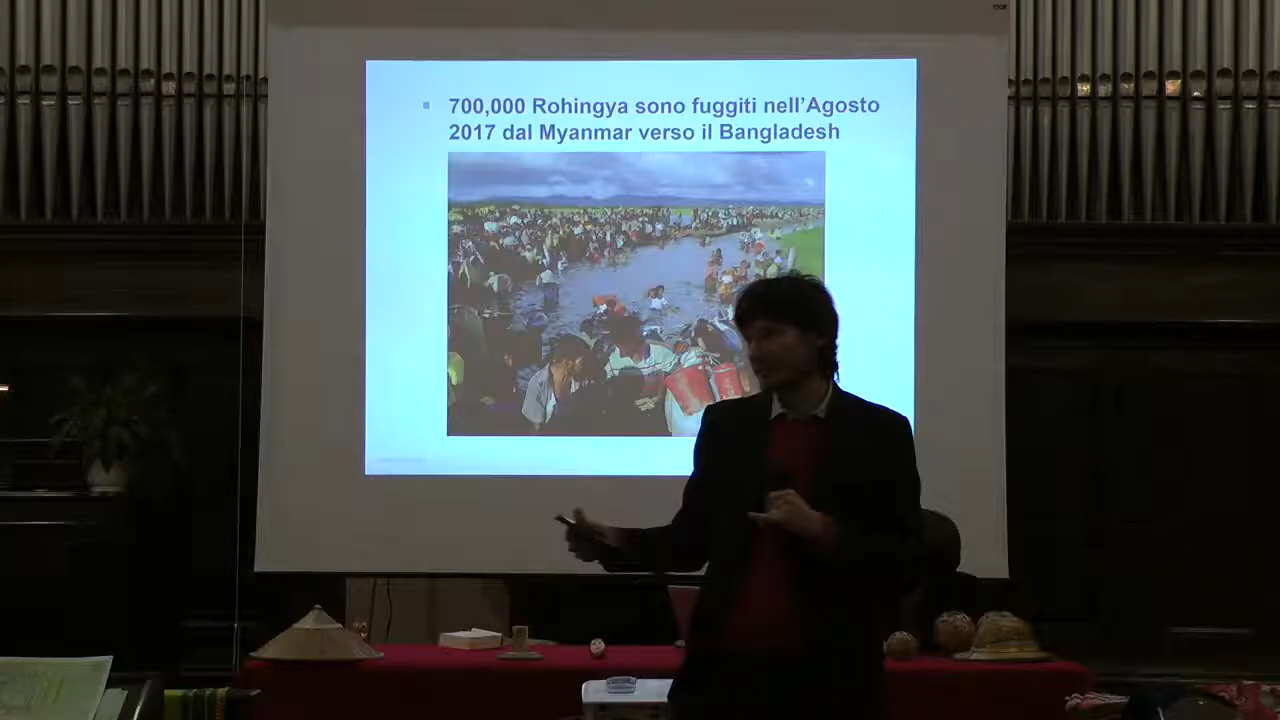 700,000 Rohingya sono fuggiti nell’Agosto
2017 dal Myanmar verso il Bangladesh